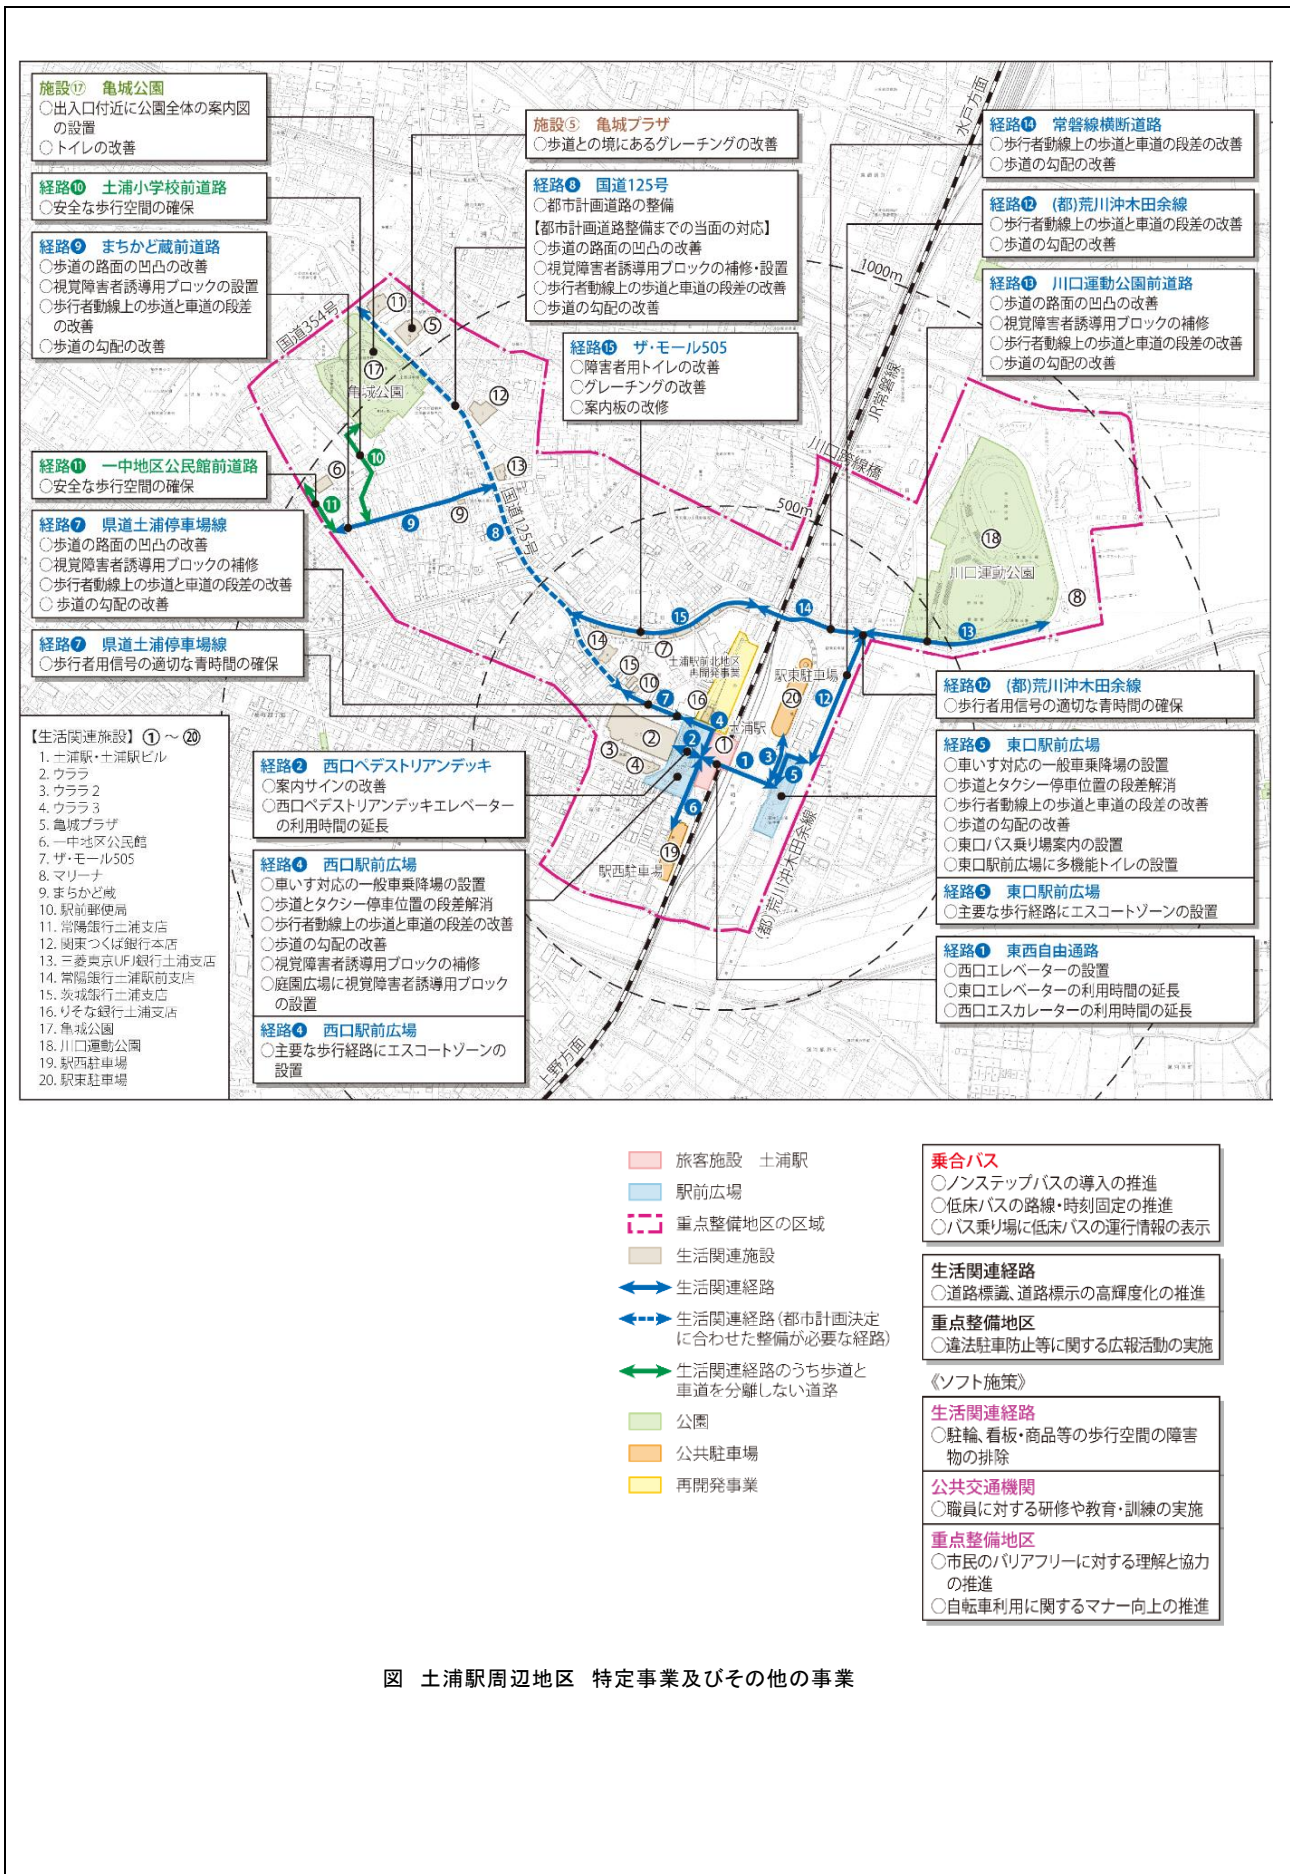 施設⑰ 亀城公園
○出入口付近に公園全体の案内図
の設置
○トイレの改善
経路❿ 土浦小学校前道路
○安全な歩行空間の確保
経路❾ まちかど蔵前道路
○歩道の路面の凹凸の改善
○視覚障害者誘導用ブロックの設置
○歩行者動線上の歩道と車道の段差
の改善
○歩道の勾配の改善
経路⓫ 一中地区公民館前道路
○安全な歩行空間の確保
経路❼ 県道土浦停車場線
○歩道の路面の凹凸の改善
○視覚障害者誘導用ブロックの補修
○歩行者動線上の歩道と車道の段差の改善
○ 歩道の勾配の改善
経路❼ 県道土浦停車場線
○歩行者用信号の適切な青時間の確保
施設⑤ 亀城プラザ
○歩道との境にあるグレーチングの改善
経路❽ 国道125号
○都市計画道路の整備
【都市計画道路整備までの当面の対応】
○歩道の路面の凹凸の改善
○視覚障害者誘導用ブロックの補修・設置
○歩行者動線上の歩道と車道の段差の改善
○歩道の勾配の改善
経路⓯ ザ・モール505
○障害者用トイレの改善
○グレーチングの改善
○案内板の改修
経路⓮ 常磐線横断道路
○歩行者動線上の歩道と車道の段差の改善
○歩道の勾配の改善
経路⓬ (都)荒川沖木田余線
○歩行者動線上の歩道と車道の段差の改善
○歩道の勾配の改善
経路⓭ 川口運動公園前道路
○歩道の路面の凹凸の改善
○視覚障害者誘導用ブロックの補修
○歩行者動線上の歩道と車道の段差の改善
○歩道の勾配の改善
水戸方面
JR常磐線
川口跨線橋
1000m
500m
国道354号
国道125号
亀城公園
川口運動公園
土浦駅前北地区
再開発事業
駅東駐車場
土浦駅
駅西駐車場
(都)荒川沖木田余線
上野方面
⑪
⑤
⑰
⑫
⑥
⑬
⑨
⑱
⑧
⑭
⑦
⑮
⑩
⑯
⑳
②
①
③
④
⑲
❿
⓫
❾
❽
⓯
⓮
⓭
⓬
❼
❹
❷
❶
❸
❺
❻
経路⓬ (都)荒川沖木田余線
○歩行者用信号の適切な青時間の確保
経路❺ 東口駅前広場
○車いす対応の一般車乗降場の設置
○歩道とタクシー停車位置の段差解消
○歩行者動線上の歩道と車道の段差の改善
○歩道の勾配の改善
○東口バス乗り場案内の設置
○東口駅前広場に多機能トイレの設置
経路❺ 東口駅前広場
○主要な歩行経路にエスコートゾーンの設置
経路❶ 東西自由通路
○西口エレベーターの設置
○東口エレベーターの利用時間の延長
○西口エスカレーターの利用時間の延長
経路❷ 西口ペデストリアンデッキ
○案内サインの改善
○西口ペデストリアンデッキエレベーター
の利用時間の延長
経路❹ 西口駅前広場
○車いす対応の一般車乗降場の設置
○歩道とタクシー停車位置の段差解消
○歩行者動線上の歩道と車道の段差の改善
○歩道の勾配の改善
○視覚障害者誘導用ブロックの補修
○庭園広場に視覚障害者誘導用ブロック
の設置
経路❹ 西口駅前広場
○主要な歩行経路にエスコートゾーンの
設置
【生活関連施設】①～⑳
1. 土浦駅・土浦駅ビル
2. ウララ
3. ウララ2
4. ウララ3
5. 亀城プラザ
6. 一中地区公民館
7. ザ・モール505
8. マリーナ
9. まちかど蔵
10. 駅前郵便局
11. 常陽銀行土浦支店
12. 関東つくば銀行本店
13. 三菱東京UFJ銀行土浦支店
14. 常陽銀行土浦駅前支店
15. 茨城銀行土浦支店
16. りそな銀行土浦支店
17. 亀城公園
18. 川口運動公園
19. 駅西駐車場
20. 駅東駐車場
旅客施設 土浦駅
駅前広場
重点整備地区の区域
生活関連施設
生活関連経路
生活関連経路(都市計画決定
に合わせた整備が必要な経路)
生活関連経路のうち歩道と
車道を分離しない道路
公園
公共駐車場
再開発事業
乗合バス
○ノンステップバスの導入の推進
○低床バスの路線・時刻固定の推進
○バス乗り場に低床バスの運行情報の表示
生活関連経路
○道路標識、道路標示の高輝度化の推進
重点整備地区
○違法駐車防止等に関する広報活動の実施
《ソフト施策》
生活関連経路
○駐輪、看板・商品等の歩行空間の障害
物の排除
公共交通機関
○職員に対する研修や教育・訓練の実施
重点整備地区
○市民のバリアフリーに対する理解と協力
の推進
○自転車利用に関するマナー向上の推進
図 土浦駅周辺地区 特定事業及びその他の事業